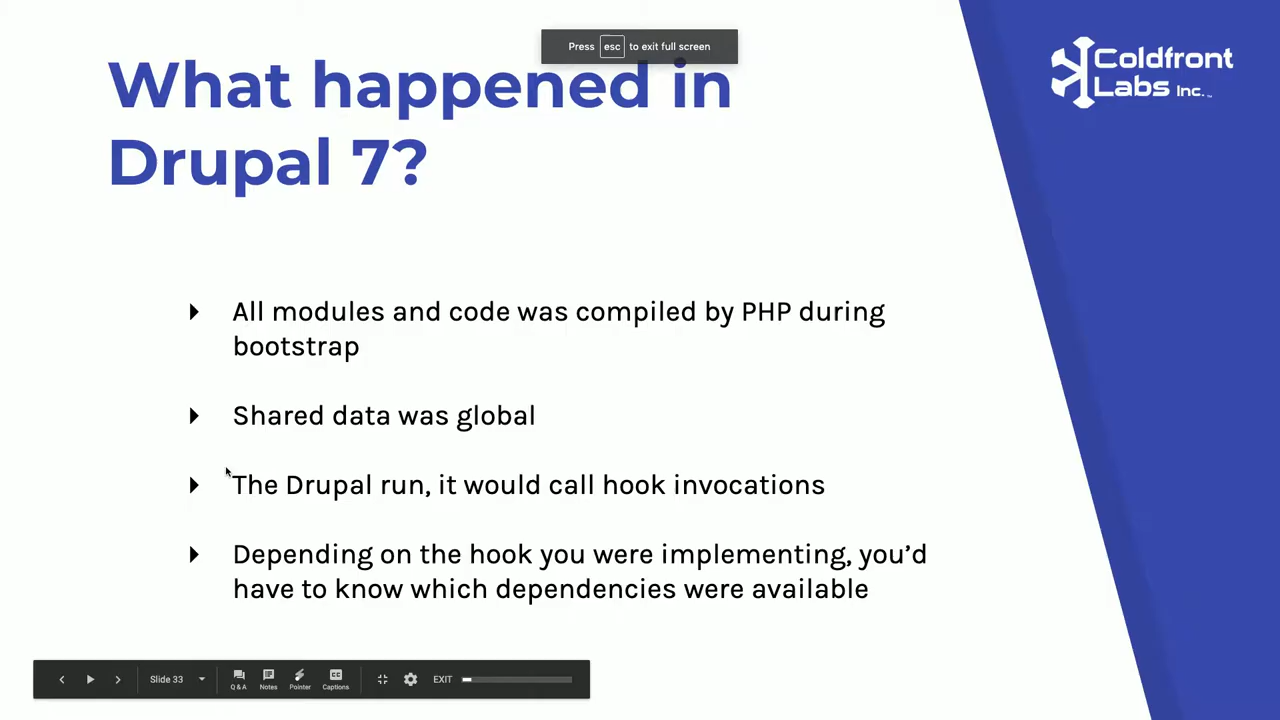 Press esc to exit full screen
What happened in
Drupal 7?
Coldfront
Labs Inc.™
All modules and code was compiled by PHP during
bootstrap
Shared data was global
The Drupal run, it would call hook invocations
Depending on the hook you were implementing, you’d
have to know which dependencies were available
Slide 33
Q & A
Notes
Pointer
Captions
EXIT